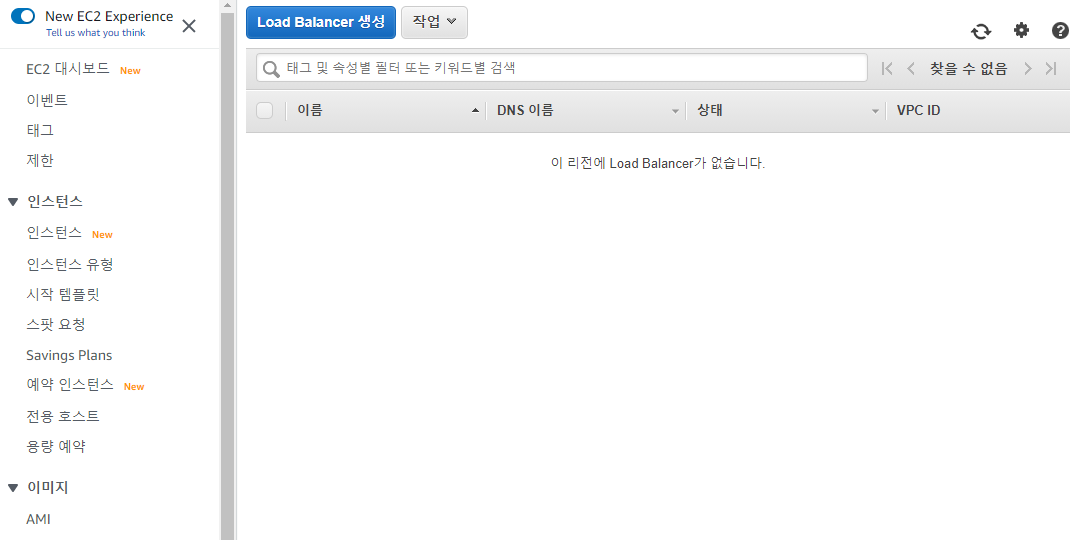 New EC2 Experience
Tell us what you think
EC2 대시보드 New
이벤트
태그
제한
인스턴스
인스턴스 New
인스턴스 유형
시작 템플릿
스팟 요청
Savings Plans
예약 인스턴스 New
전용 호스트
용량 예약
이미지
AMI
Load Balancer 생성 작업
태그 및 속성별 필터 또는 키워드별 검색 찾을 수 없음
이름 DNS 이름 상태 VPC ID
이 리전에 Load Balancer가 없습니다.